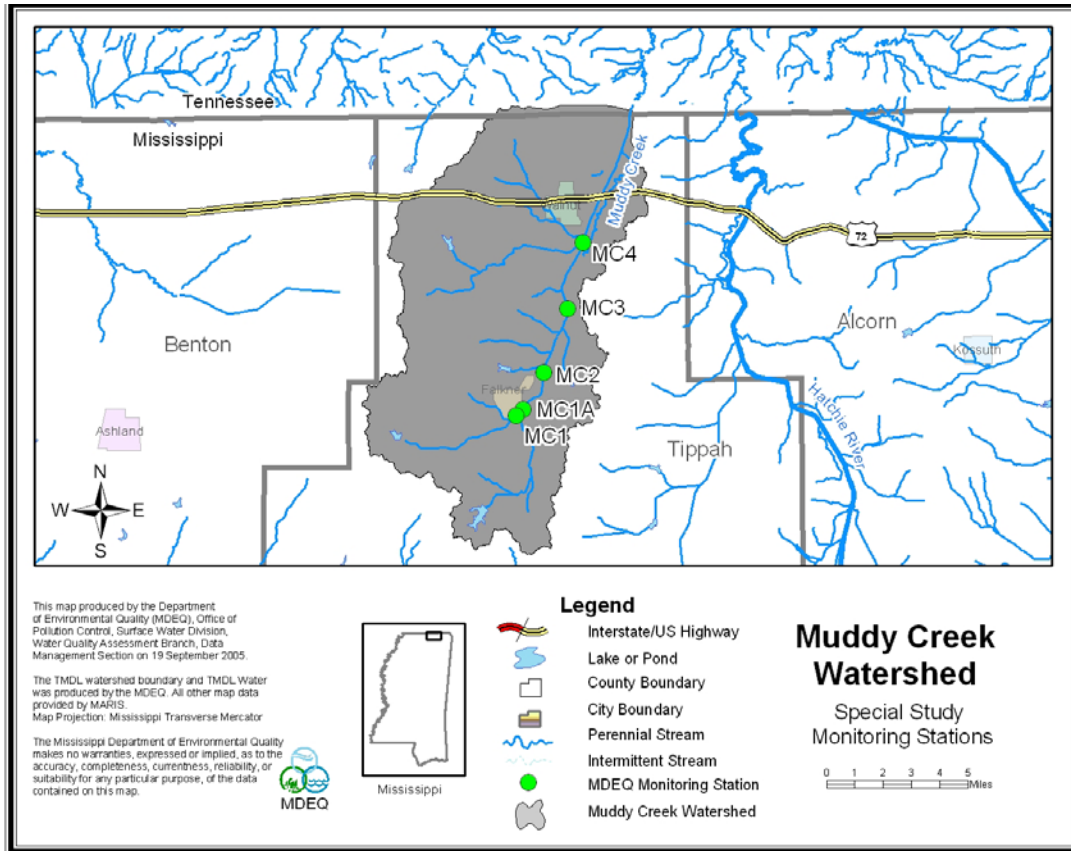 Tennessee
Mississippi
Muddy Creek
Walnut
72
MC4
MC3
Benton
Alcorn
Kossuth
MC2
Falkner
MC1A
MC1
Ashland
Tippah
Hatchie River
N
W
E
S
This map produced by the Department
of Environmental Quality (MDEQ), Office of
Pollution Control, Surface Water Division,
Water Quality Assessment Branch, Data
Management Section on 19 September 2005.
The TMDL watershed boundary and TMDL Water
was produced by the MDEQ. All other map data
provided by MARIS.
Map Projection: Mississippi Transverse Mercator
The Mississippi Department of Environmental Quality
makes no warranties, expressed or implied, as to the
accuracy, completeness, currentness, reliability, or
suitability for any particular purpose, of the data
contained on this map.
MDEQ
Mississippi
Legend
Interstate/US Highway
Lake or Pond
County Boundary
City Boundary
Perennial Stream
Intermittent Stream
MDEQ Monitoring Station
Muddy Creek Watershed
Muddy Creek
Watershed
Special Study
Monitoring Stations
0 1 2 3 4 5
Miles